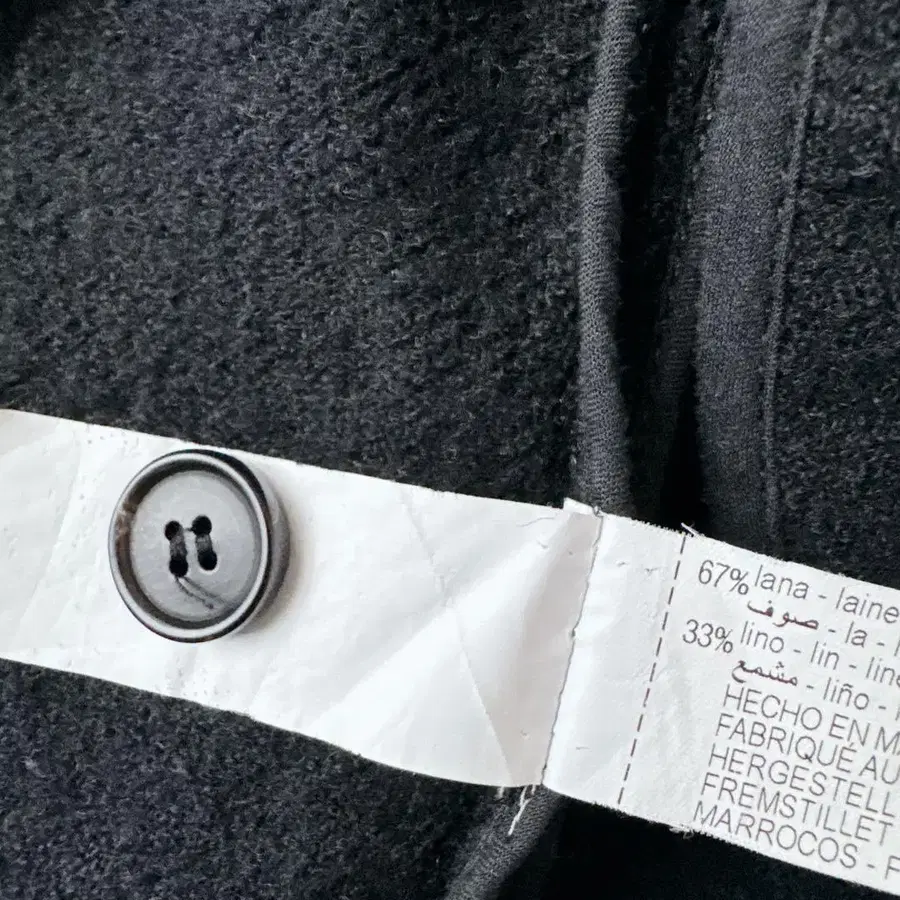 67% lana - laine
صوف - la -
33% lino - lin - line
مشمع - liño -
HECHO EN M
FABRIQUÉ AU
HERGESTELL
FREMSTILLET
MARROCOS - F